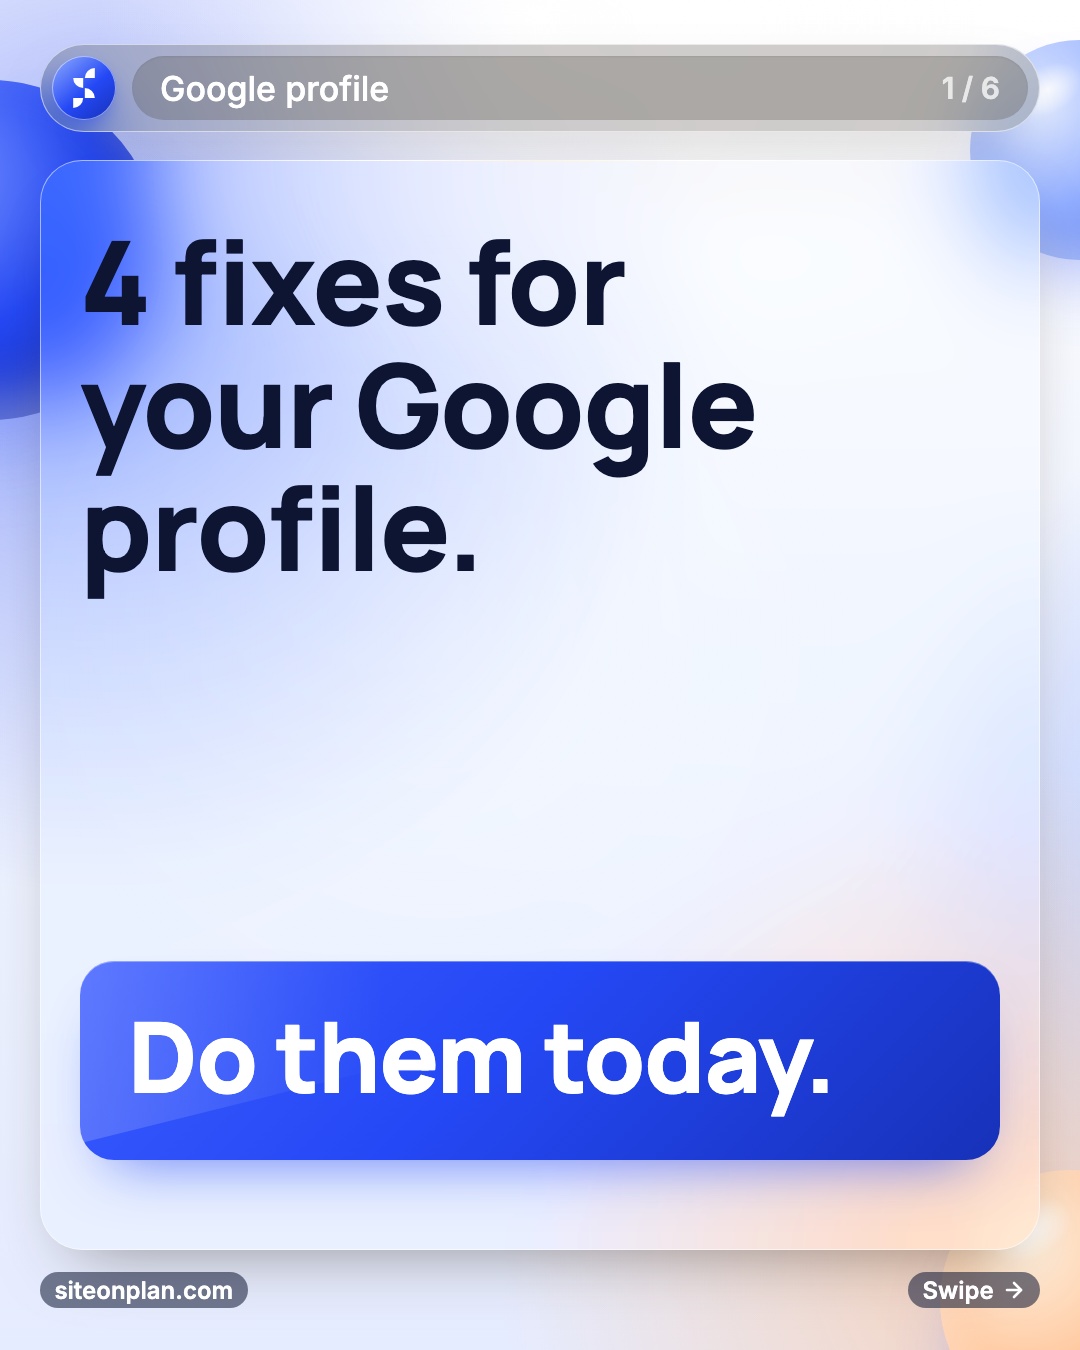 Google profile
1 / 6
4 fixes for
your Google
profile.
Do them today.
siteonplan.com
Swipe →